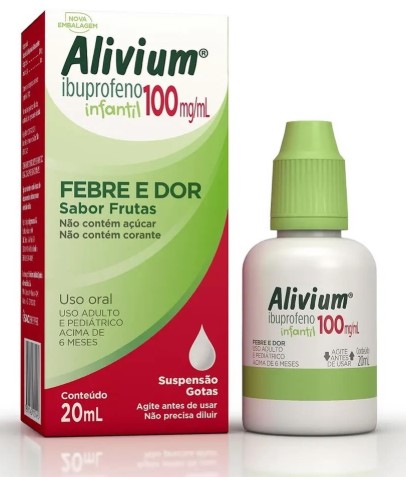 NOVA
EMBALAGEM
Alivium®
ibuprofeno
infantil 100 mg/mL
FEBRE E DOR
Sabor Frutas
Não contém açúcar
Não contém corante
Uso oral
USO ADULTO
E PEDIÁTRICO
ACIMA DE
6 MESES
Conteúdo
20mL
Suspensão
Gotas
Agite antes de usar
Não precisa diluir
Alivium®
ibuprofeno
infantil 100 mg/mL
FEBRE E DOR
USO ADULTO
E PEDIÁTRICO
ACIMA DE 6 MESES
AGITE
ANTES
DE USAR
Conteúdo
20mL